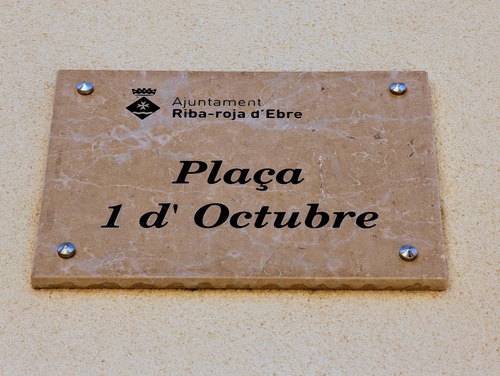 Ajuntament
Riba-roja d'Ebre
Plaça
1 d' Octubre